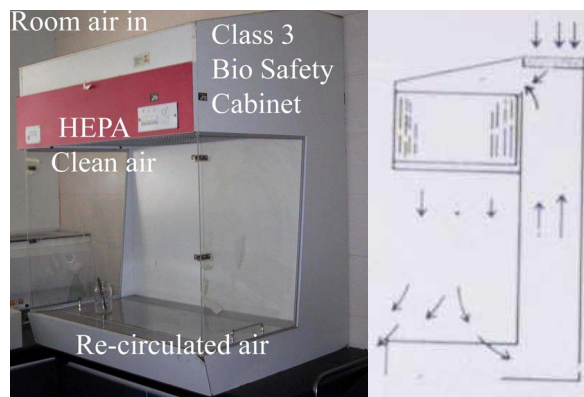 Room air in
Class 3
Bio Safety
Cabinet
HEPA
Clean air
Re-circulated air